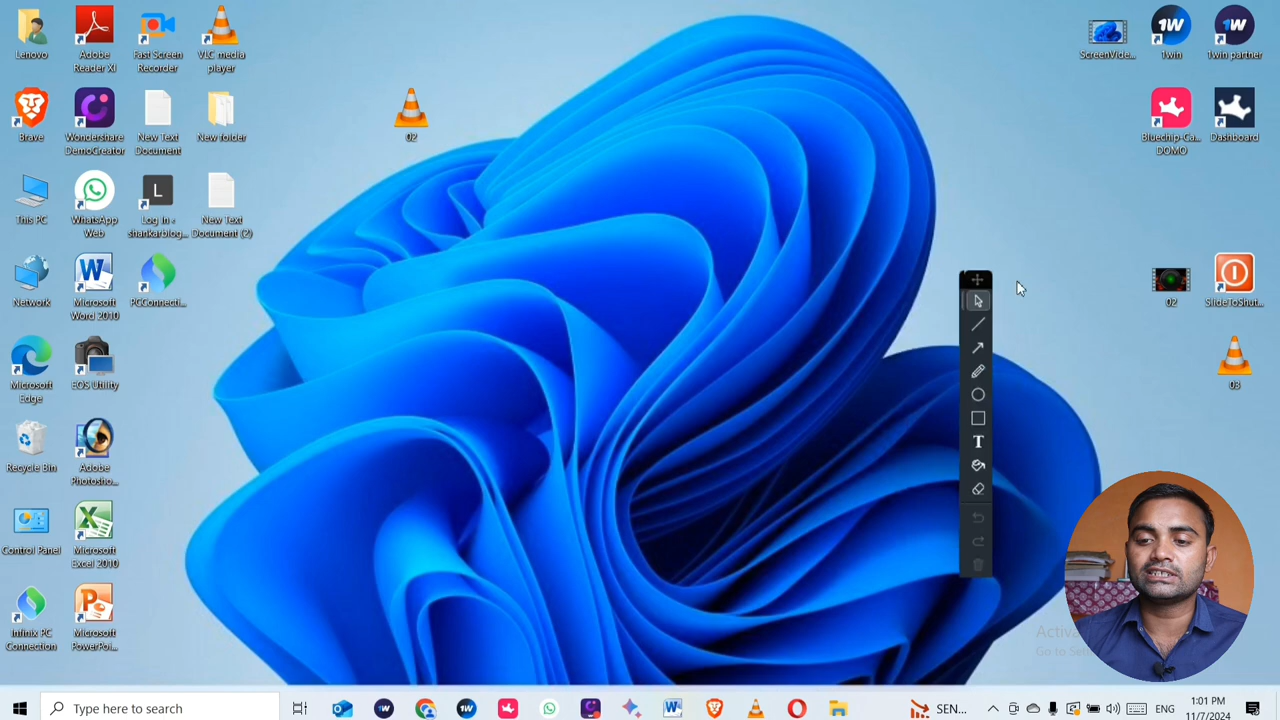 Lenovo
Adobe
Reader XI
Fast Screen
Recorder
VLC media
player
ScreenVide...
1win
1win partner
Brave
Wondershare
DemoCreator
New Text
Document
New folder
02
Bluechip-Ca...
DOMO
Dashboard
This PC
WhatsApp
Web
L
Log In ‹
shankarblog...
New Text
Document (2)
Network
Microsoft
Word 2010
PCConnecti...
02
SlideToShut...
Microsoft
Edge
EOS Utility
03
T
Recycle Bin
Adobe
Photosho...
Control Panel
Microsoft
Excel 2010
Infinix PC
Connection
Microsoft
PowerPoi...
Type here to search
SEN...
ENG
1:01 PM
11/7/2024